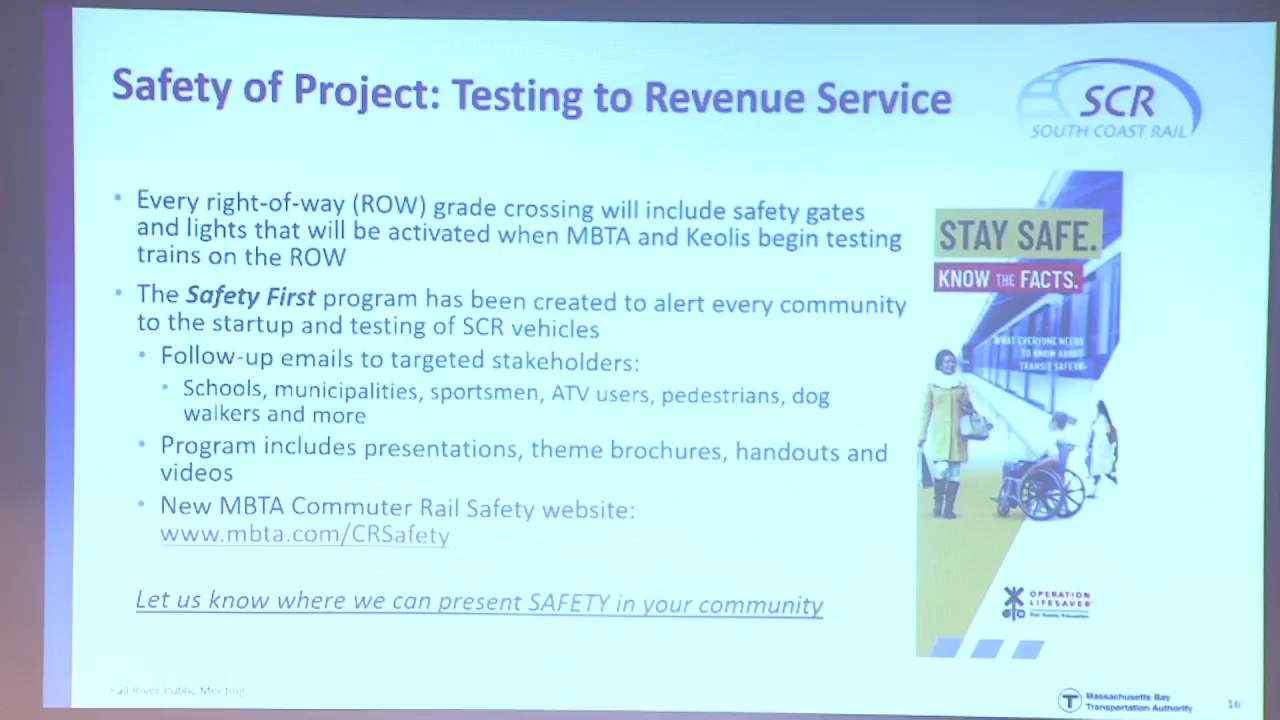 Safety of Project: Testing to Revenue Service
SCR
SOUTH COAST RAIL
• Every right-of-way (ROW) grade crossing will include safety gates
and lights that will be activated when MBTA and Keolis begin testing
trains on the ROW
• The Safety First program has been created to alert every community
to the startup and testing of SCR vehicles
• Follow-up emails to targeted stakeholders:
• Schools, municipalities, sportsmen, ATV users, pedestrians, dog
walkers and more
• Program includes presentations, theme brochures, handouts and
videos
• New MBTA Commuter Rail Safety website:
www.mbta.com/CRSafety
Let us know where we can present SAFETY in your community
STAY SAFE.
KNOW THE FACTS.
WHAT EVERYONE NEEDS
TO KNOW ABOUT
TRANSIT SAFETY
OPERATION
LIFESAVER
Rail Safety Education
Fall River Public Meeting
T
Massachusetts Bay
Transportation Authority
16